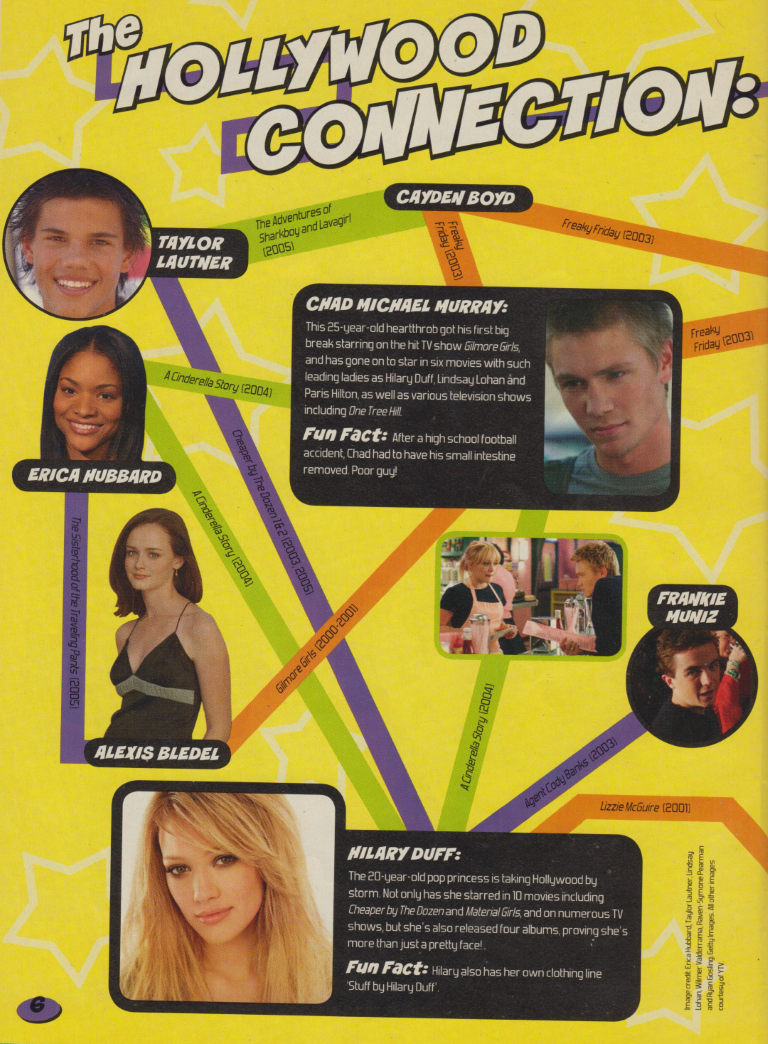 The
HOLLYWOOD
CONNECTION:
CAYDEN BOYD
TAYLOR
LAUTNER
The Adventures of
Sharkboy and Lavagirl
(2005)
Freaky
Friday (2003)
Freaky Friday (2003)
CHAD MICHAEL MURRAY:
This 25-year-old heartthrob got his first big
break starring on the hit TV show Gilmore Girls,
and has gone on to star in six movies with such
leading ladies as Hilary Duff, Lindsay Lohan and
Paris Hilton, as well as various television shows
including One Tree Hill.
Fun Fact: After a high school football
accident, Chad had to have his small intestine
removed. Poor guy!
Freaky
Friday (2003)
A Cinderella Story (2004)
ERICA HUBBARD
Cheaper by The Dozen 1 & 2 (2003, 2005)
A Cinderella Story (2004)
The Sisterhood of the Traveling Pants (2005)
Gilmore Girls (2000-2001)
FRANKIE
MUNIZ
ALEXIS BLEDEL
A Cinderella Story (2004)
Agent Cody Banks (2003)
Lizzie McGuire (2001)
HILARY DUFF:
The 20-year-old pop princess is taking Hollywood by
storm. Not only has she starred in 10 movies including
Cheaper by The Dozen and Material Girls, and on numerous TV
shows, but she's also released four albums, proving she's
more than just a pretty face!
Fun Fact: Hilary also has her own clothing line
'Stuff by Hilary Duff'.
Image credit: Erica Hubbard, Taylor Lautner, Lindsay
Lohan, Wilmer Valderrama, Raven-Symone Pearman
and Ryan Gosling: Getty Images. All other images
courtesy of YTV.
6